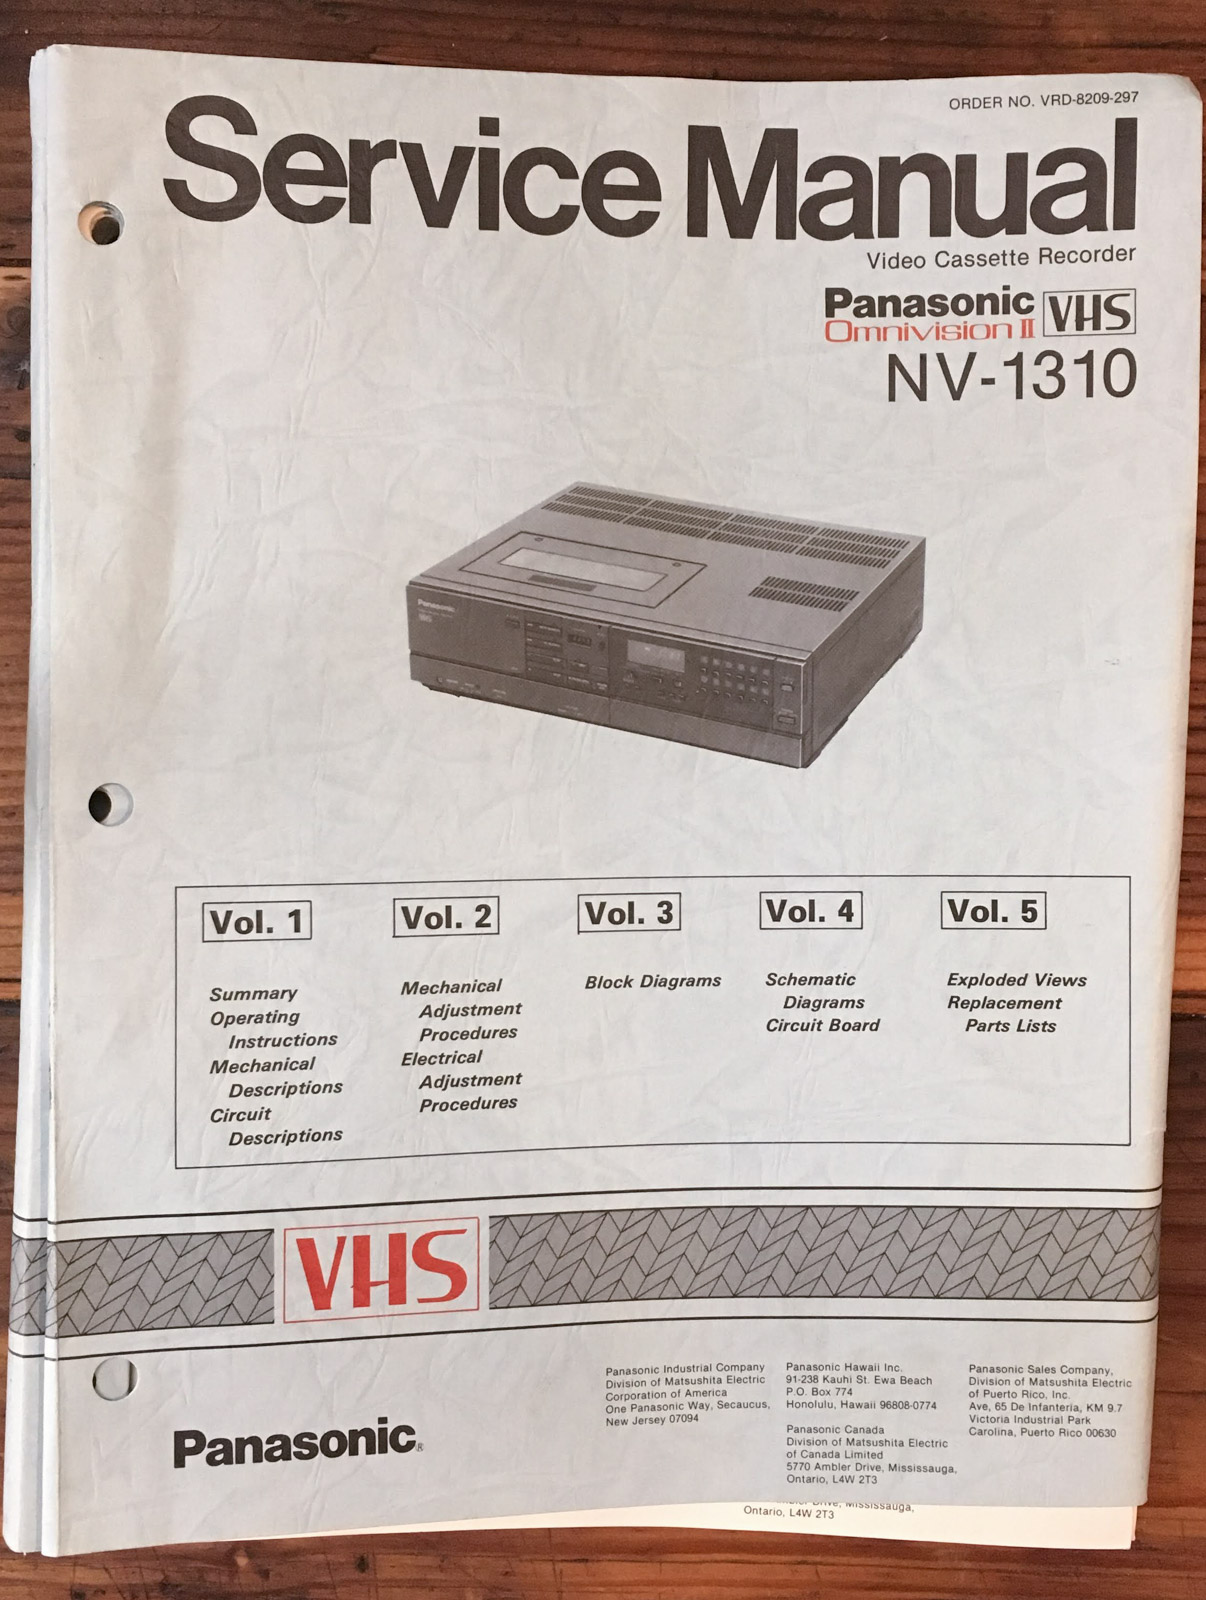 ORDER NO. VRD-8209-297
Service Manual
Video Cassette Recorder
Panasonic VHS
Omnivision II
NV-1310
Panasonic
Vol. 1
Summary
Operating
Instructions
Mechanical
Descriptions
Circuit
Descriptions
Vol. 2
Mechanical
Adjustment
Procedures
Electrical
Adjustment
Procedures
Vol. 3
Block Diagrams
Vol. 4
Schematic
Diagrams
Circuit Board
Vol. 5
Exploded Views
Replacement
Parts Lists
VHS
Panasonic®
Panasonic Industrial Company
Division of Matsushita Electric
Corporation of America
One Panasonic Way, Secaucus,
New Jersey 07094
Panasonic Hawaii Inc.
91-238 Kauhi St. Ewa Beach
P.O. Box 774
Honolulu, Hawaii 96808-0774
Panasonic Canada
Division of Matsushita Electric
of Canada Limited
5770 Ambler Drive, Mississauga,
Ontario, L4W 2T3
Panasonic Sales Company,
Division of Matsushita Electric
of Puerto Rico, Inc.
Ave, 65 De Infanteria, KM 9.7
Victoria Industrial Park
Carolina, Puerto Rico 00630
Drive, Mississauga,
Ontario, L4W 2T3